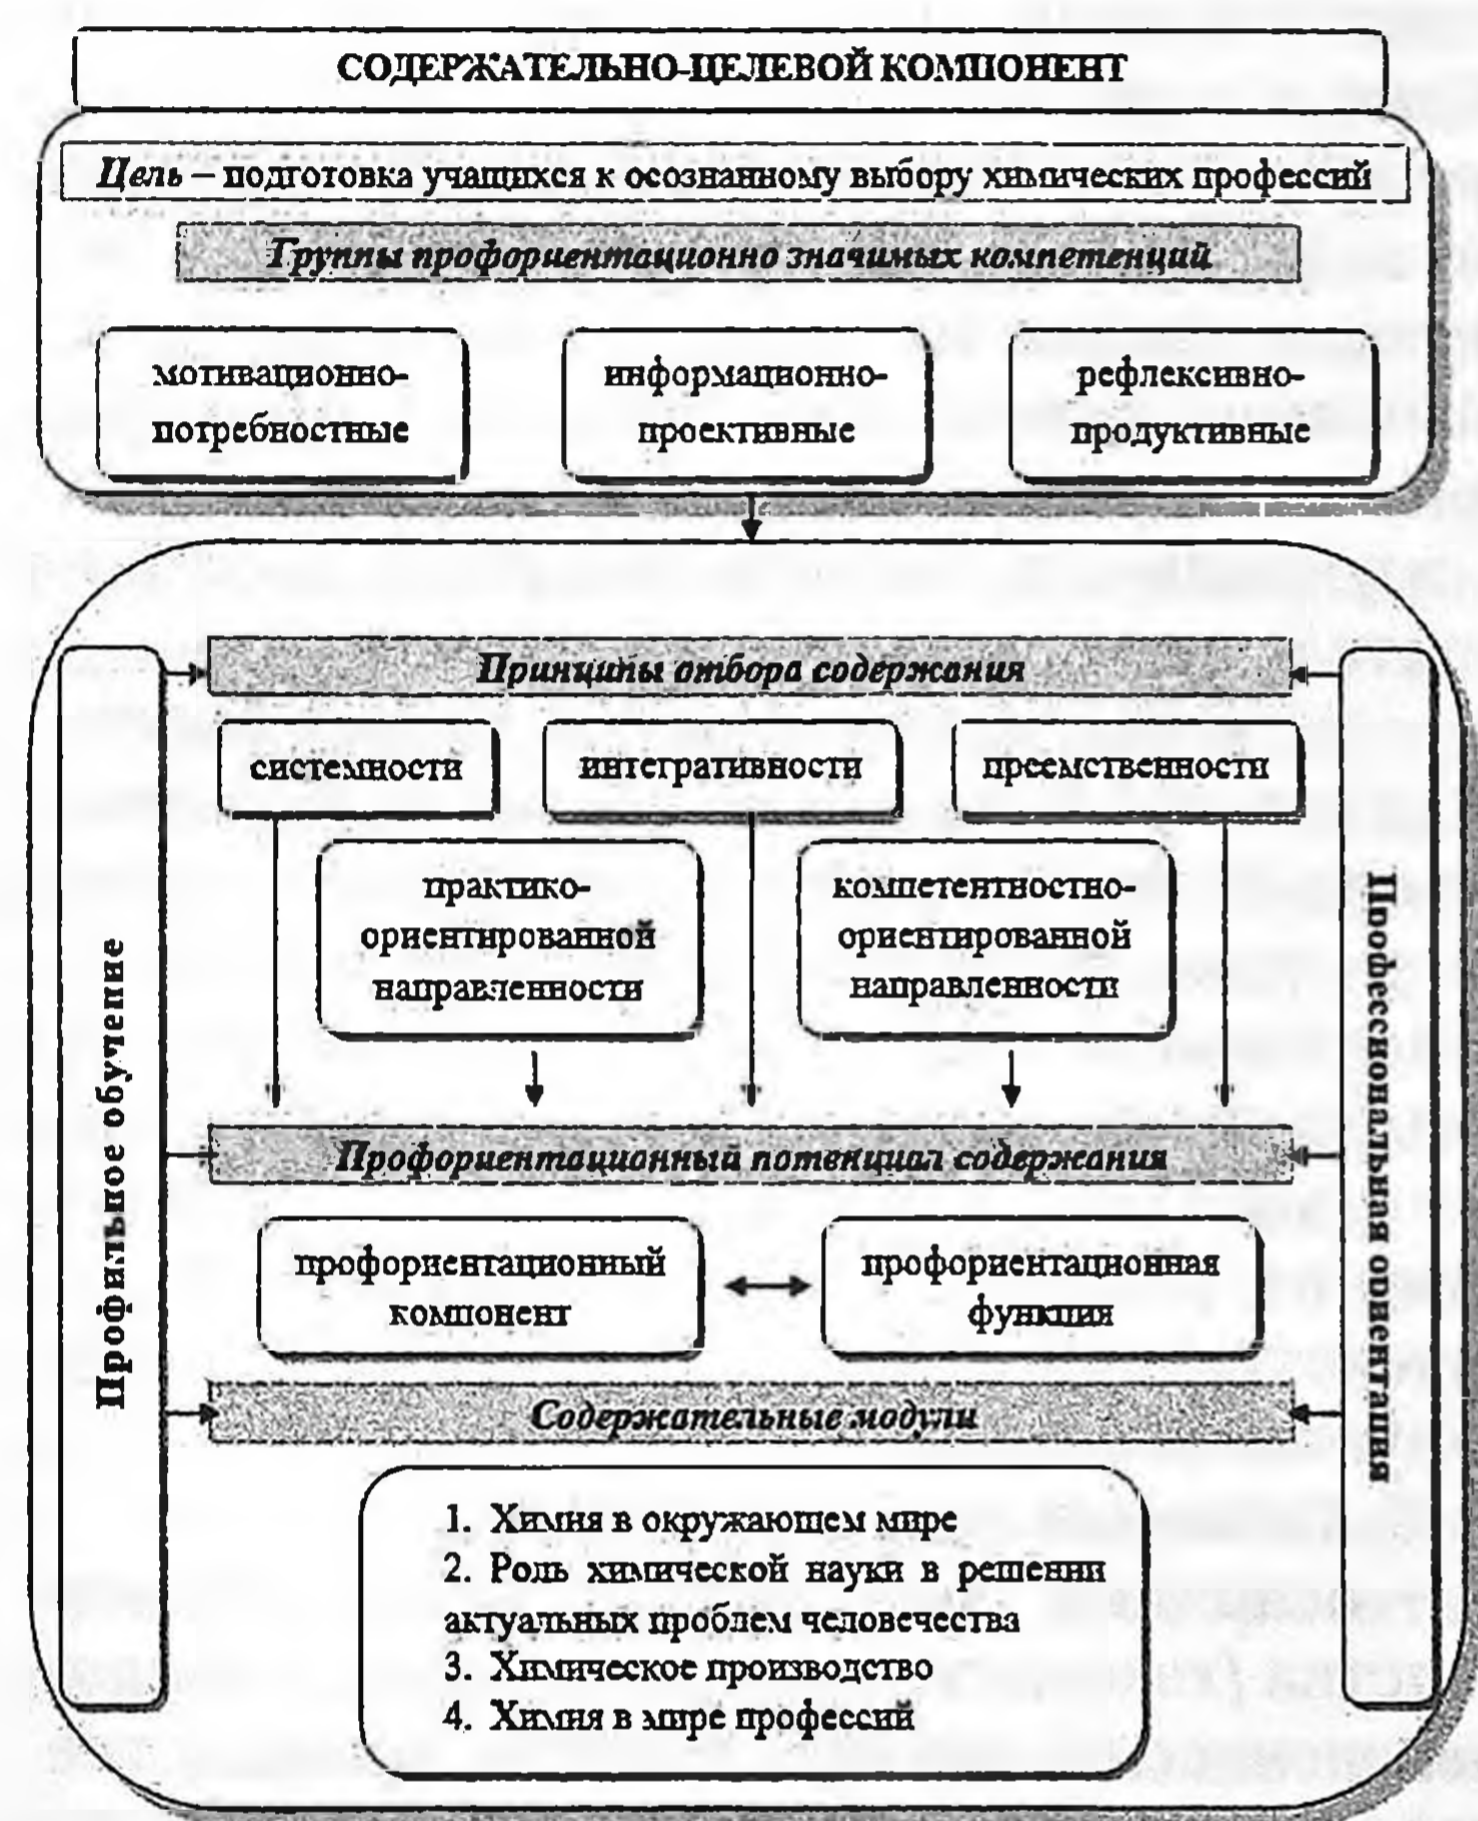 СОДЕРЖАТЕЛЬНО-ЦЕЛЕВОЙ КОМПОНЕНТ
Цель – подготовка учащихся к осознанному выбору химических профессий
Группы профориентационно значимых компетенций
мотивационно-
потребностные
информационно-
проективные
рефлексивно-
продуктивные
Профильное обучение
Принципы отбора содержания
системности
интегративности
преемственности
практико-
ориентированной
направленности
компетентностно-
ориентированной
направленности
Профориентационный потенциал содержания
профориентационный
компонент
профориентационная
функция
Содержательные модули
1. Химия в окружающем мире
2. Роль химической науки в решении
актуальных проблем человечества
3. Химическое производство
4. Химия в мире профессий
Профессиональная ориентация